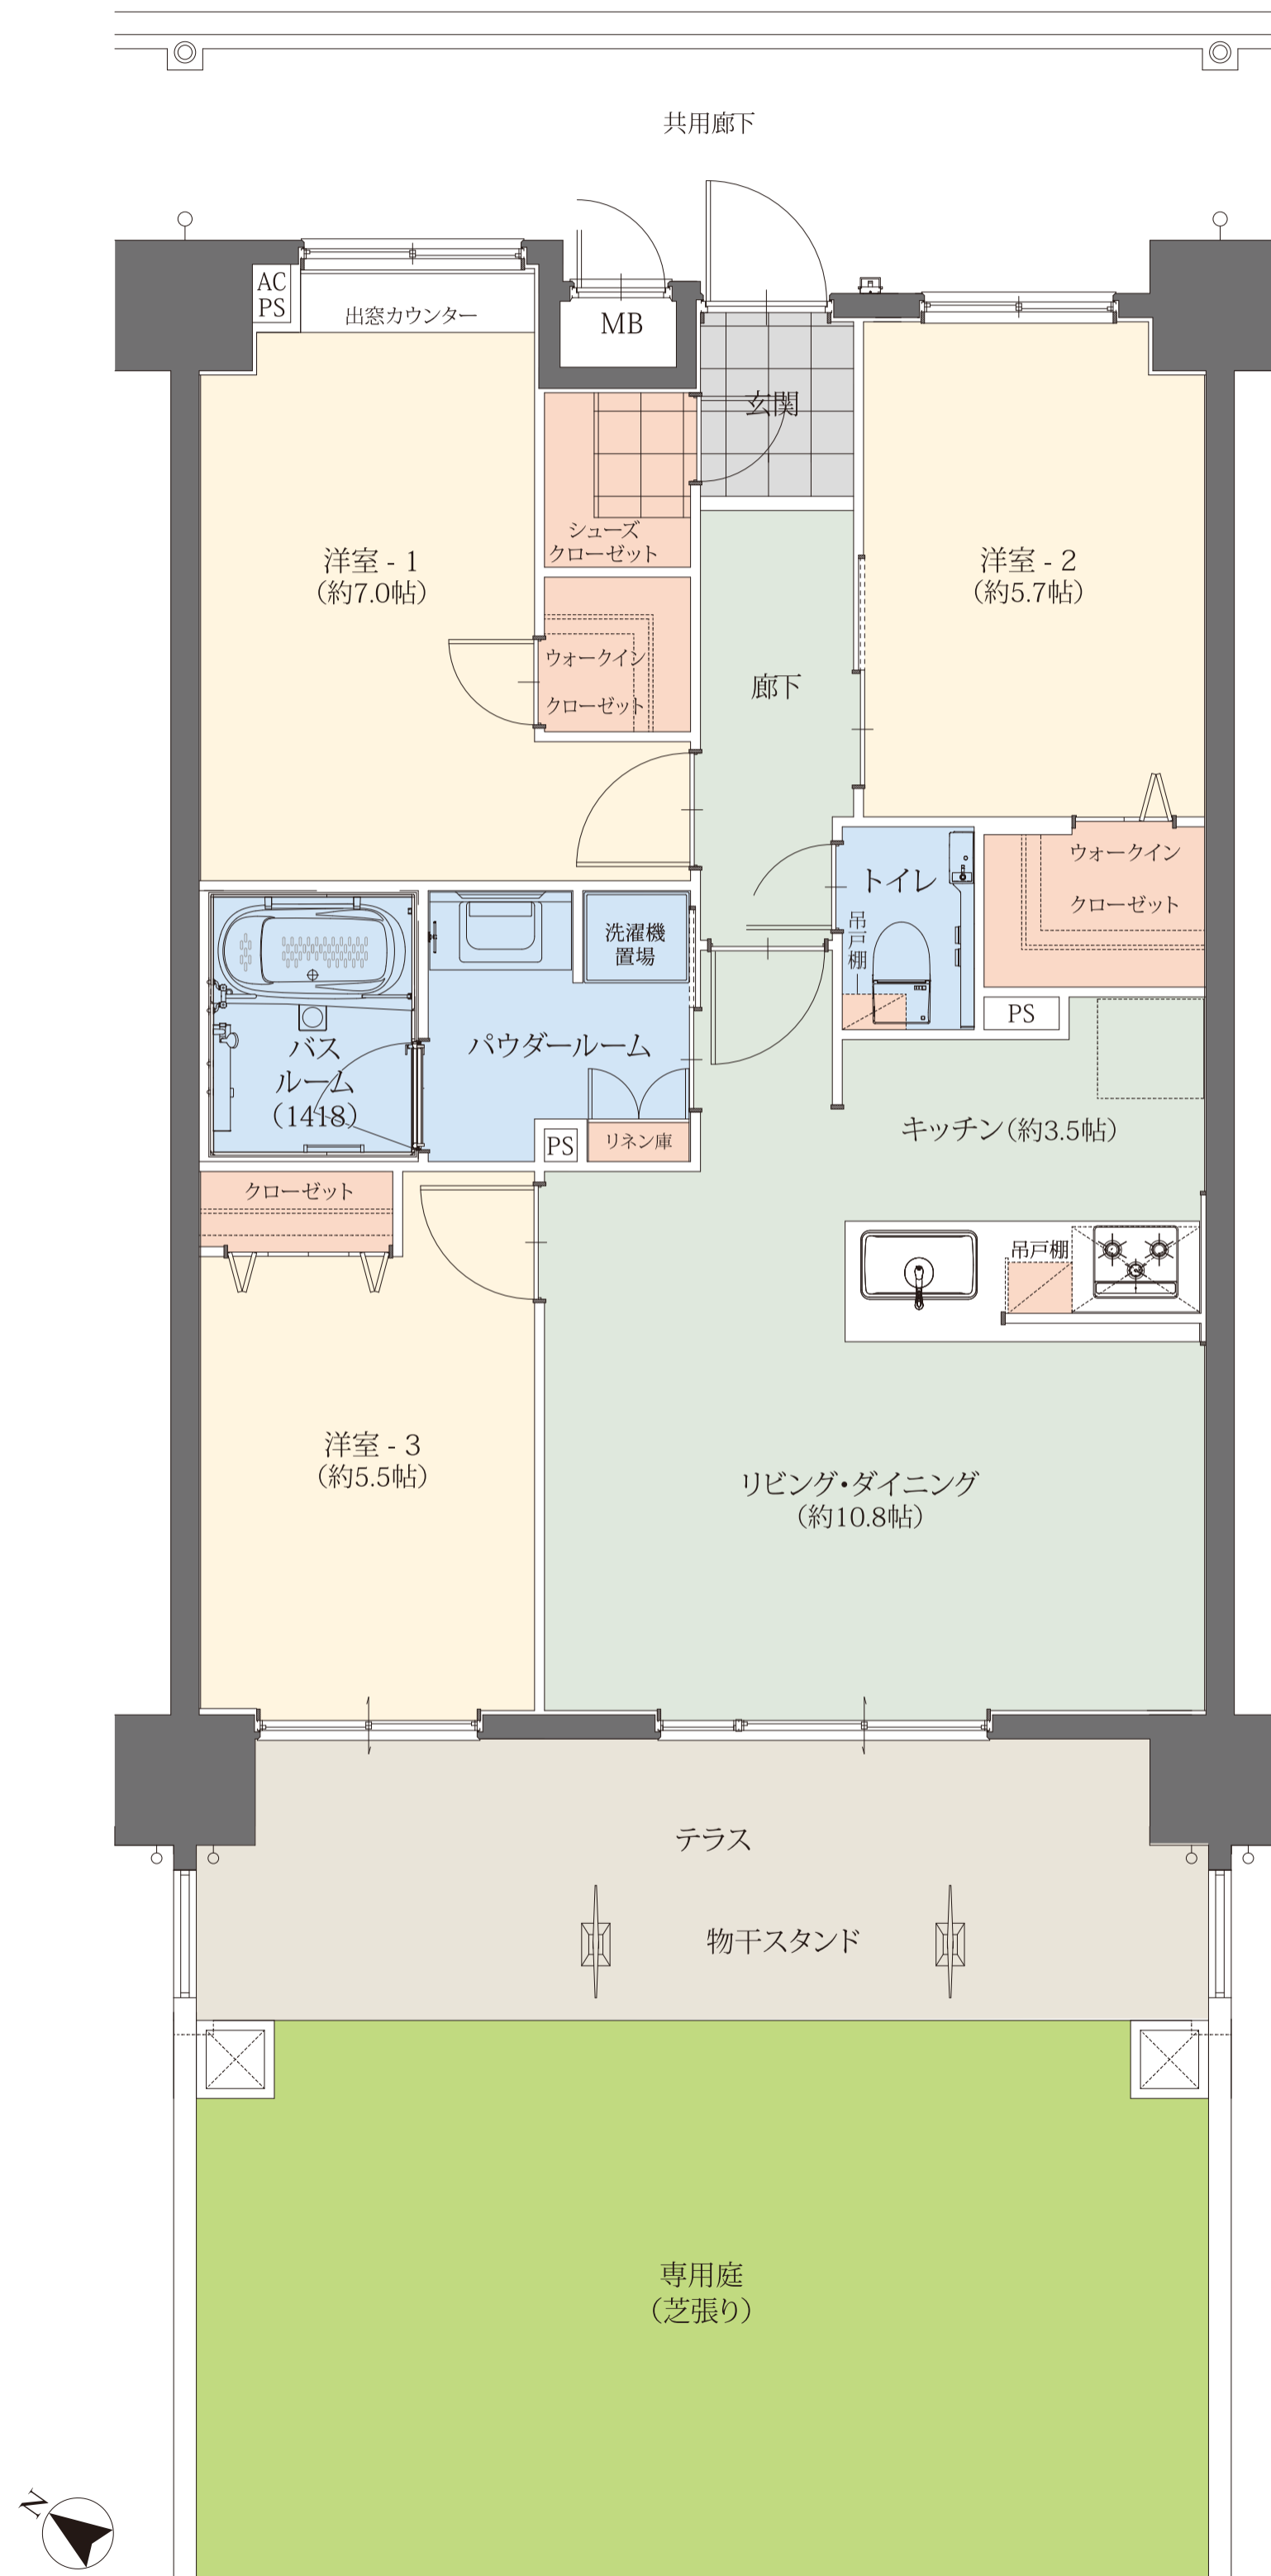 共用廊下
AC
PS
出窓カウンター
MB
玄関
シューズ
クローゼット
洋室 - 1
(約7.0帖)
洋室 - 2
(約5.7帖)
ウォークイン
クローゼット
廊下
トイレ
吊戸棚
ウォークイン
クローゼット
洗濯機
置場
PS
パウダールーム
バス
ルーム
(1418)
キッチン(約3.5帖)
PS
リネン庫
クローゼット
吊戸棚
洋室 - 3
(約5.5帖)
リビング・ダイニング
(約10.8帖)
テラス
物干スタンド
専用庭
(芝張り)
N